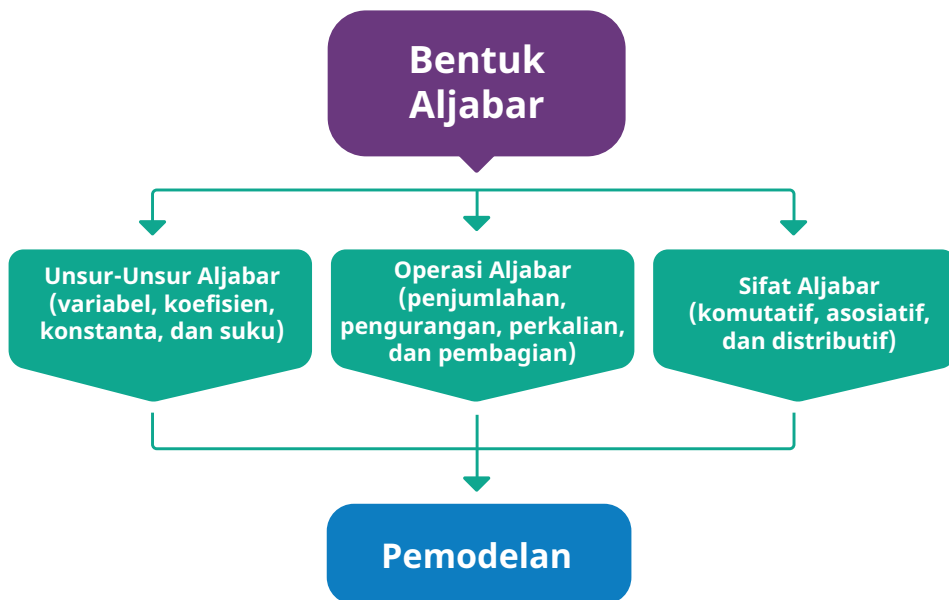 Bentuk
Aljabar
Unsur-Unsur Aljabar
(variabel, koefisien,
konstanta, dan suku)
Operasi Aljabar
(penjumlahan,
pengurangan, perkalian,
dan pembagian)
Sifat Aljabar
(komutatif, asosiatif,
dan distributif)
Pemodelan